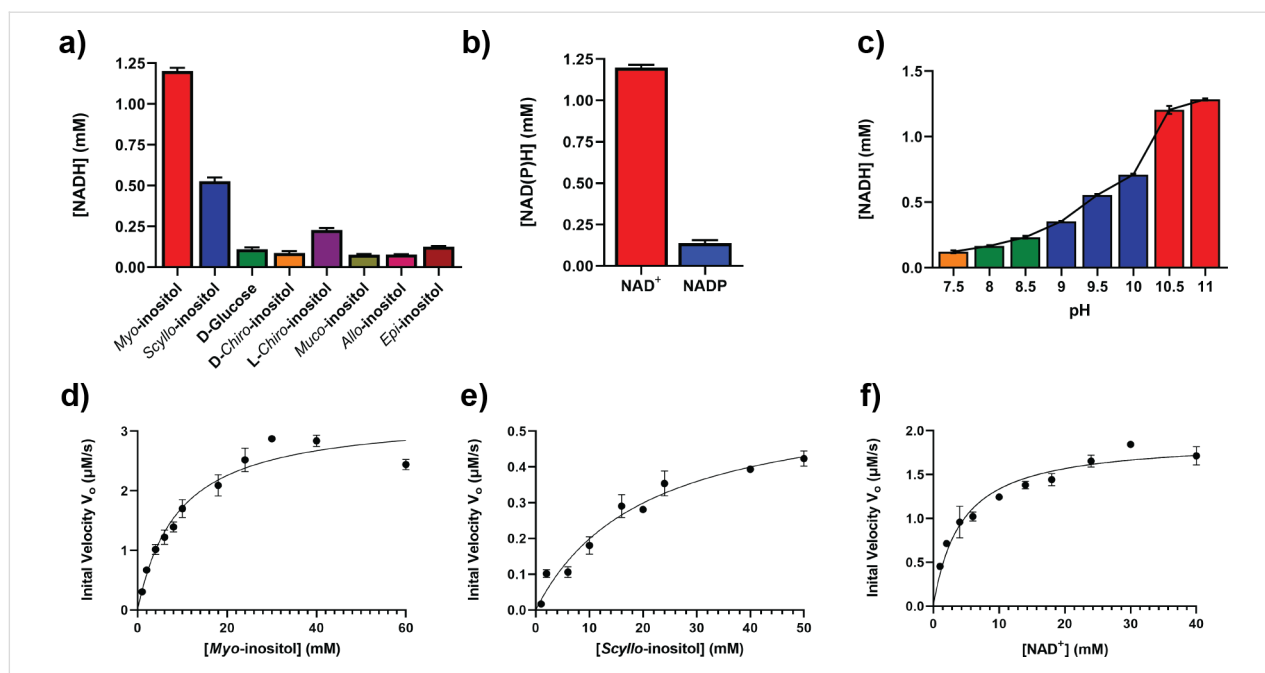 a)
[NADH] (mM)
1.25
1.00
0.75
0.50
0.25
0.00
Myo-inositol
Scyllo-inositol
D-Glucose
D-Chiro-inositol
L-Chiro-inositol
Muco-inositol
Allo-inositol
Epi-inositol
b)
[NAD(P)H] (mM)
1.25
1.00
0.75
0.50
0.25
0.00
NAD+ NADP
c)
[NADH] (mM)
1.5
1.0
0.5
0.0
7.5 8 8.5 9 9.5 10 10.5 11
pH
d)
Inital Velocity Vo (μM/s)
3
2
1
0
0 20 40 60
[Myo-inositol] (mM)
e)
Inital Velocity Vo (μM/s)
0.5
0.4
0.3
0.2
0.1
0.0
0 10 20 30 40 50
[Scyllo-inositol] (mM)
f)
Inital Velocity Vo (μM/s)
2.0
1.5
1.0
0.5
0.0
0 10 20 30 40
[NAD+] (mM)